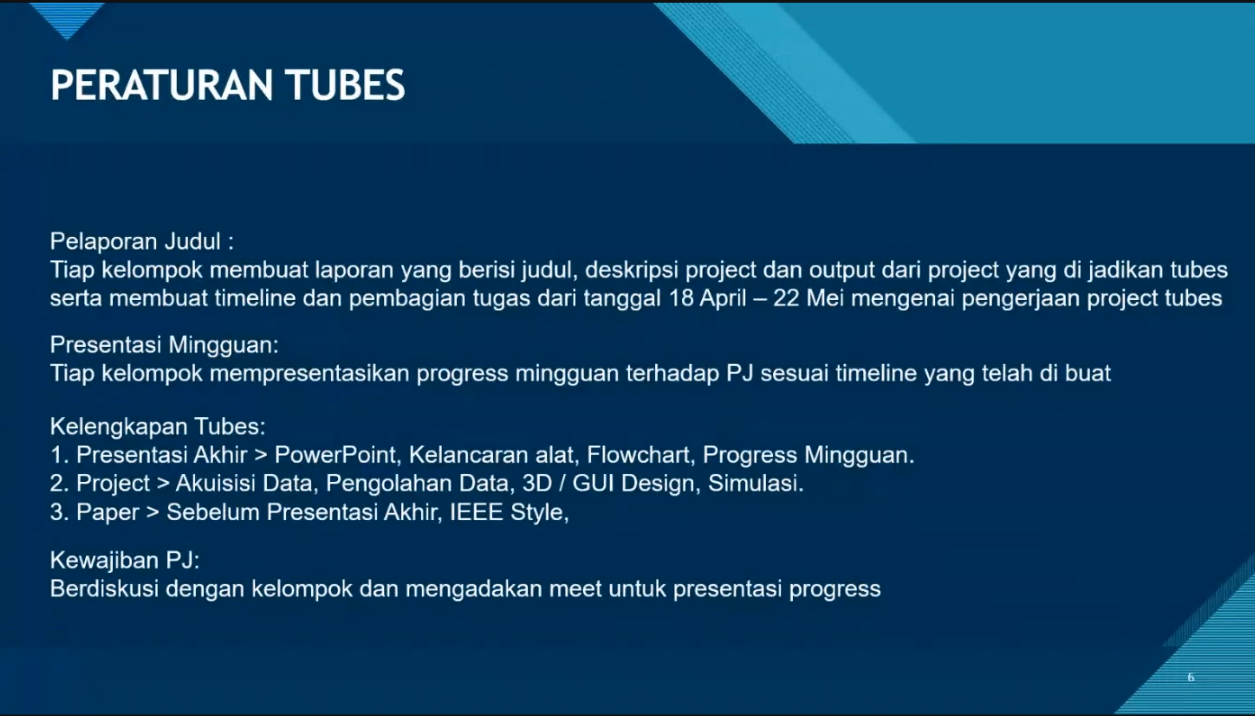 PERATURAN TUBES
Pelaporan Judul :
Tiap kelompok membuat laporan yang berisi judul, deskripsi project dan output dari project yang di jadikan tubes
serta membuat timeline dan pembagian tugas dari tanggal 18 April – 22 Mei mengenai pengerjaan project tubes
Presentasi Mingguan:
Tiap kelompok mempresentasikan progress mingguan terhadap PJ sesuai timeline yang telah di buat
Kelengkapan Tubes:
1. Presentasi Akhir > PowerPoint, Kelancaran alat, Flowchart, Progress Mingguan.
2. Project > Akuisisi Data, Pengolahan Data, 3D / GUI Design, Simulasi.
3. Paper > Sebelum Presentasi Akhir, IEEE Style,
Kewajiban PJ:
Berdiskusi dengan kelompok dan mengadakan meet untuk presentasi progress
6